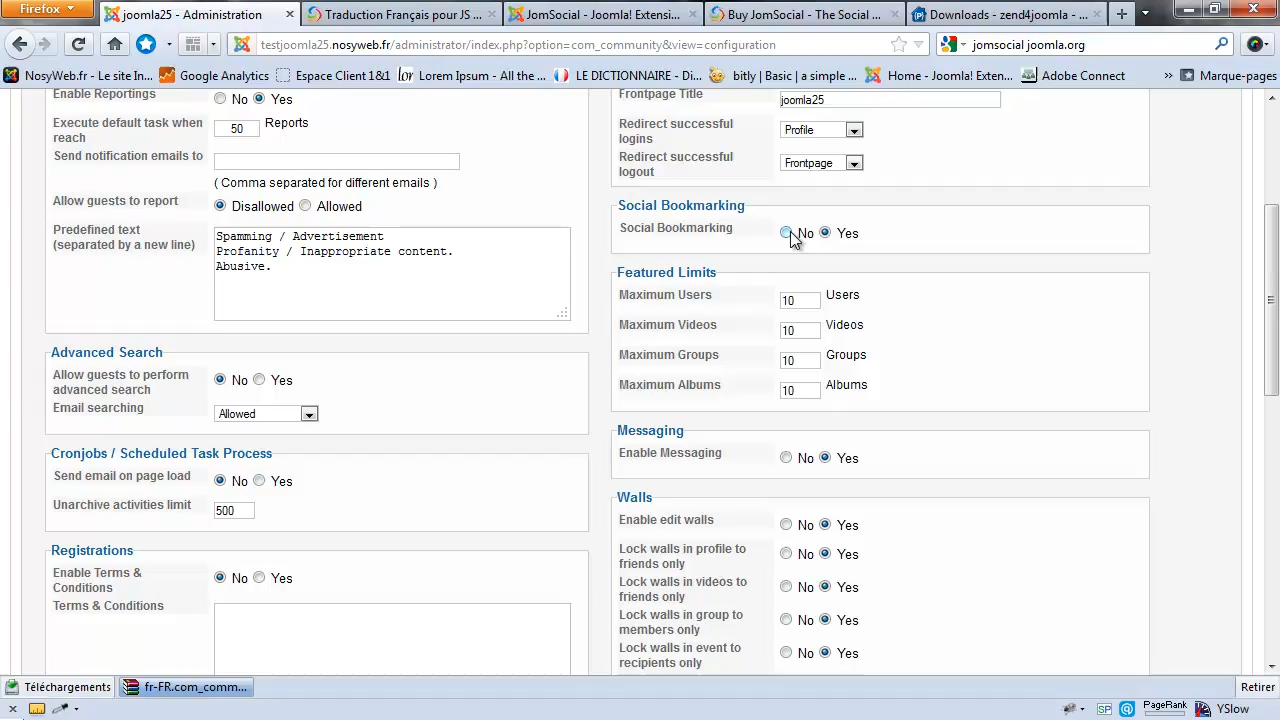 Firefox
joomla25 - Administration
Traduction Français pour JS ...
JomSocial - Joomla! Extensi...
Buy JomSocial - The Social ...
Downloads - zend4joomla - ...
testjoomla25.nosyweb.fr/administrator/index.php?option=com_community&view=configuration
jomsocial joomla.org
NosyWeb.fr - Le site In...
Google Analytics
Espace Client 1&1
Lorem Ipsum - All the ...
LE DICTIONNAIRE - Di...
bitly | Basic | a simple ...
Home - Joomla! Exten...
Adobe Connect
»
Marque-pages
Enable Reportings
No Yes
Execute default task when reach
50 Reports
Send notification emails to
( Comma separated for different emails )
Allow guests to report
Disallowed Allowed
Predefined text
(separated by a new line)
Spamming / Advertisement
Profanity / Inappropriate content.
Abusive.
Advanced Search
Allow guests to perform
advanced search
No Yes
Email searching
Allowed
Cronjobs / Scheduled Task Process
Send email on page load
No Yes
Unarchive activities limit
500
Registrations
Enable Terms &
Conditions
No Yes
Terms & Conditions
Frontpage Title
joomla25
Redirect successful
logins
Profile
Redirect successful
logout
Frontpage
Social Bookmarking
Social Bookmarking
No Yes
Featured Limits
Maximum Users
10 Users
Maximum Videos
10 Videos
Maximum Groups
10 Groups
Maximum Albums
10 Albums
Messaging
Enable Messaging
No Yes
Walls
Enable edit walls
No Yes
Lock walls in profile to
friends only
No Yes
Lock walls in videos to
friends only
No Yes
Lock walls in group to
members only
No Yes
Lock walls in event to
recipients only
No Yes
Téléchargements
fr-FR.com_comm...
Retirer
SP
PageRank
YSlow